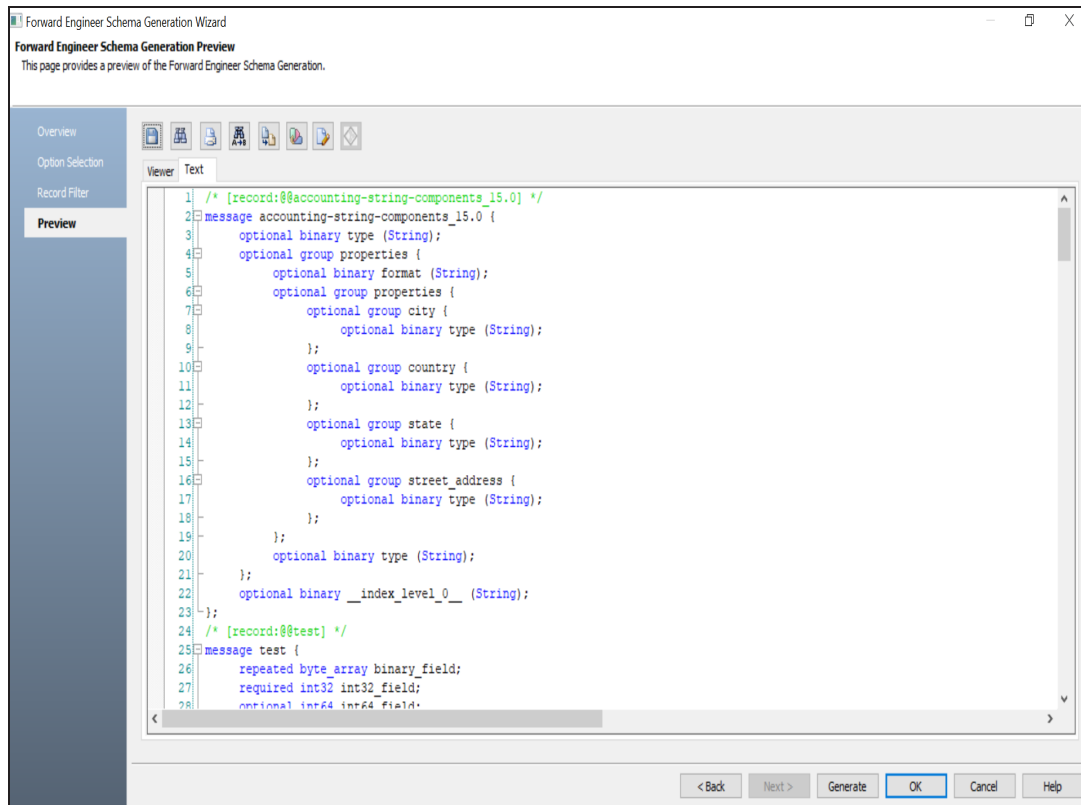 Forward Engineer Schema Generation Wizard
Forward Engineer Schema Generation Preview
This page provides a preview of the Forward Engineer Schema Generation.
Overview
Option Selection
Record Filter
Preview
A→B
Viewer Text
1 /* [record:@@accounting-string-components_15.0] */
2 message accounting-string-components_15.0 {
3 optional binary type (String);
4 optional group properties {
5 optional binary format (String);
6 optional group properties {
7 optional group city {
8 optional binary type (String);
9 };
10 optional group country {
11 optional binary type (String);
12 };
13 optional group state {
14 optional binary type (String);
15 };
16 optional group street_address {
17 optional binary type (String);
18 };
19 };
20 optional binary type (String);
21 };
22 optional binary __index_level_0__ (String);
23 };
24 /* [record:@@test] */
25 message test {
26 repeated byte_array binary_field;
27 required int32 int32_field;
28 optional int64 int64_field;
< Back Next > Generate OK Cancel Help